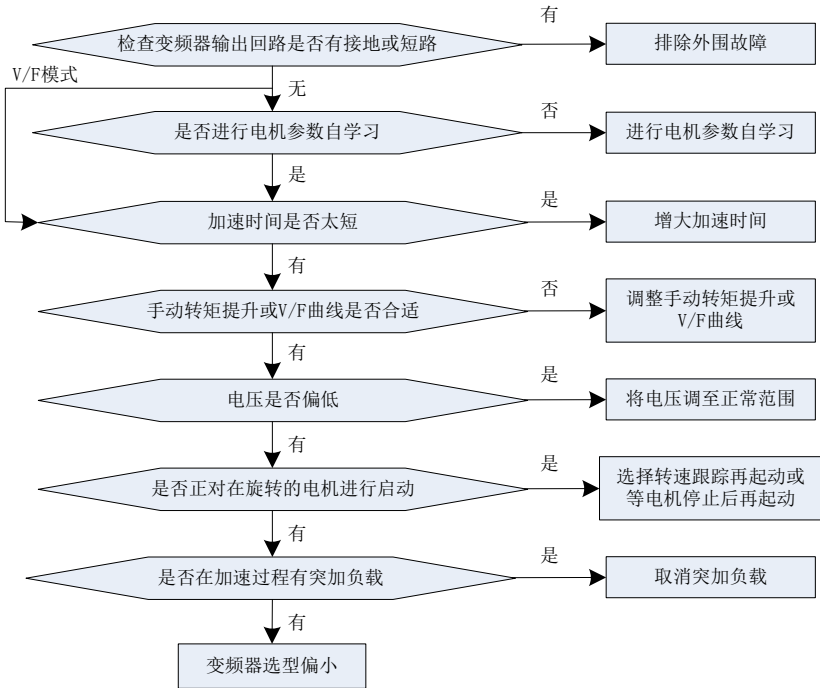 检查变频器输出回路是否有接地或短路
有
排除外围故障
V/F模式
无
是否进行电机参数自学习
否
进行电机参数自学习
是
加速时间是否太短
是
增大加速时间
有
手动转矩提升或V/F曲线是否合适
否
调整手动转矩提升或
V/F曲线
有
电压是否偏低
是
将电压调至正常范围
有
是否正对在旋转的电机进行启动
是
选择转速跟踪再起动或
等电机停止后再起动
有
是否在加速过程有突加负载
是
取消突加负载
有
变频器选型偏小